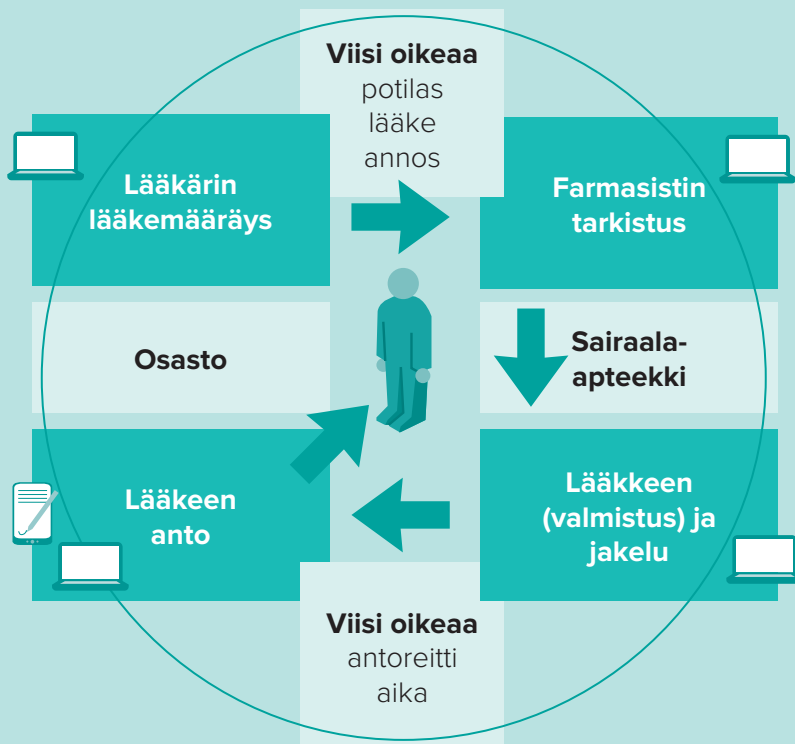 Viisi oikeaa
potilas
lääke
annos
Lääkärin
lääkemääräys
Farmasistin
tarkistus
Osasto
Sairaala-
apteekki
Lääkeen
anto
Lääkkeen
(valmistus) ja
jakelu
Viisi oikeaa
antoreitti
aika